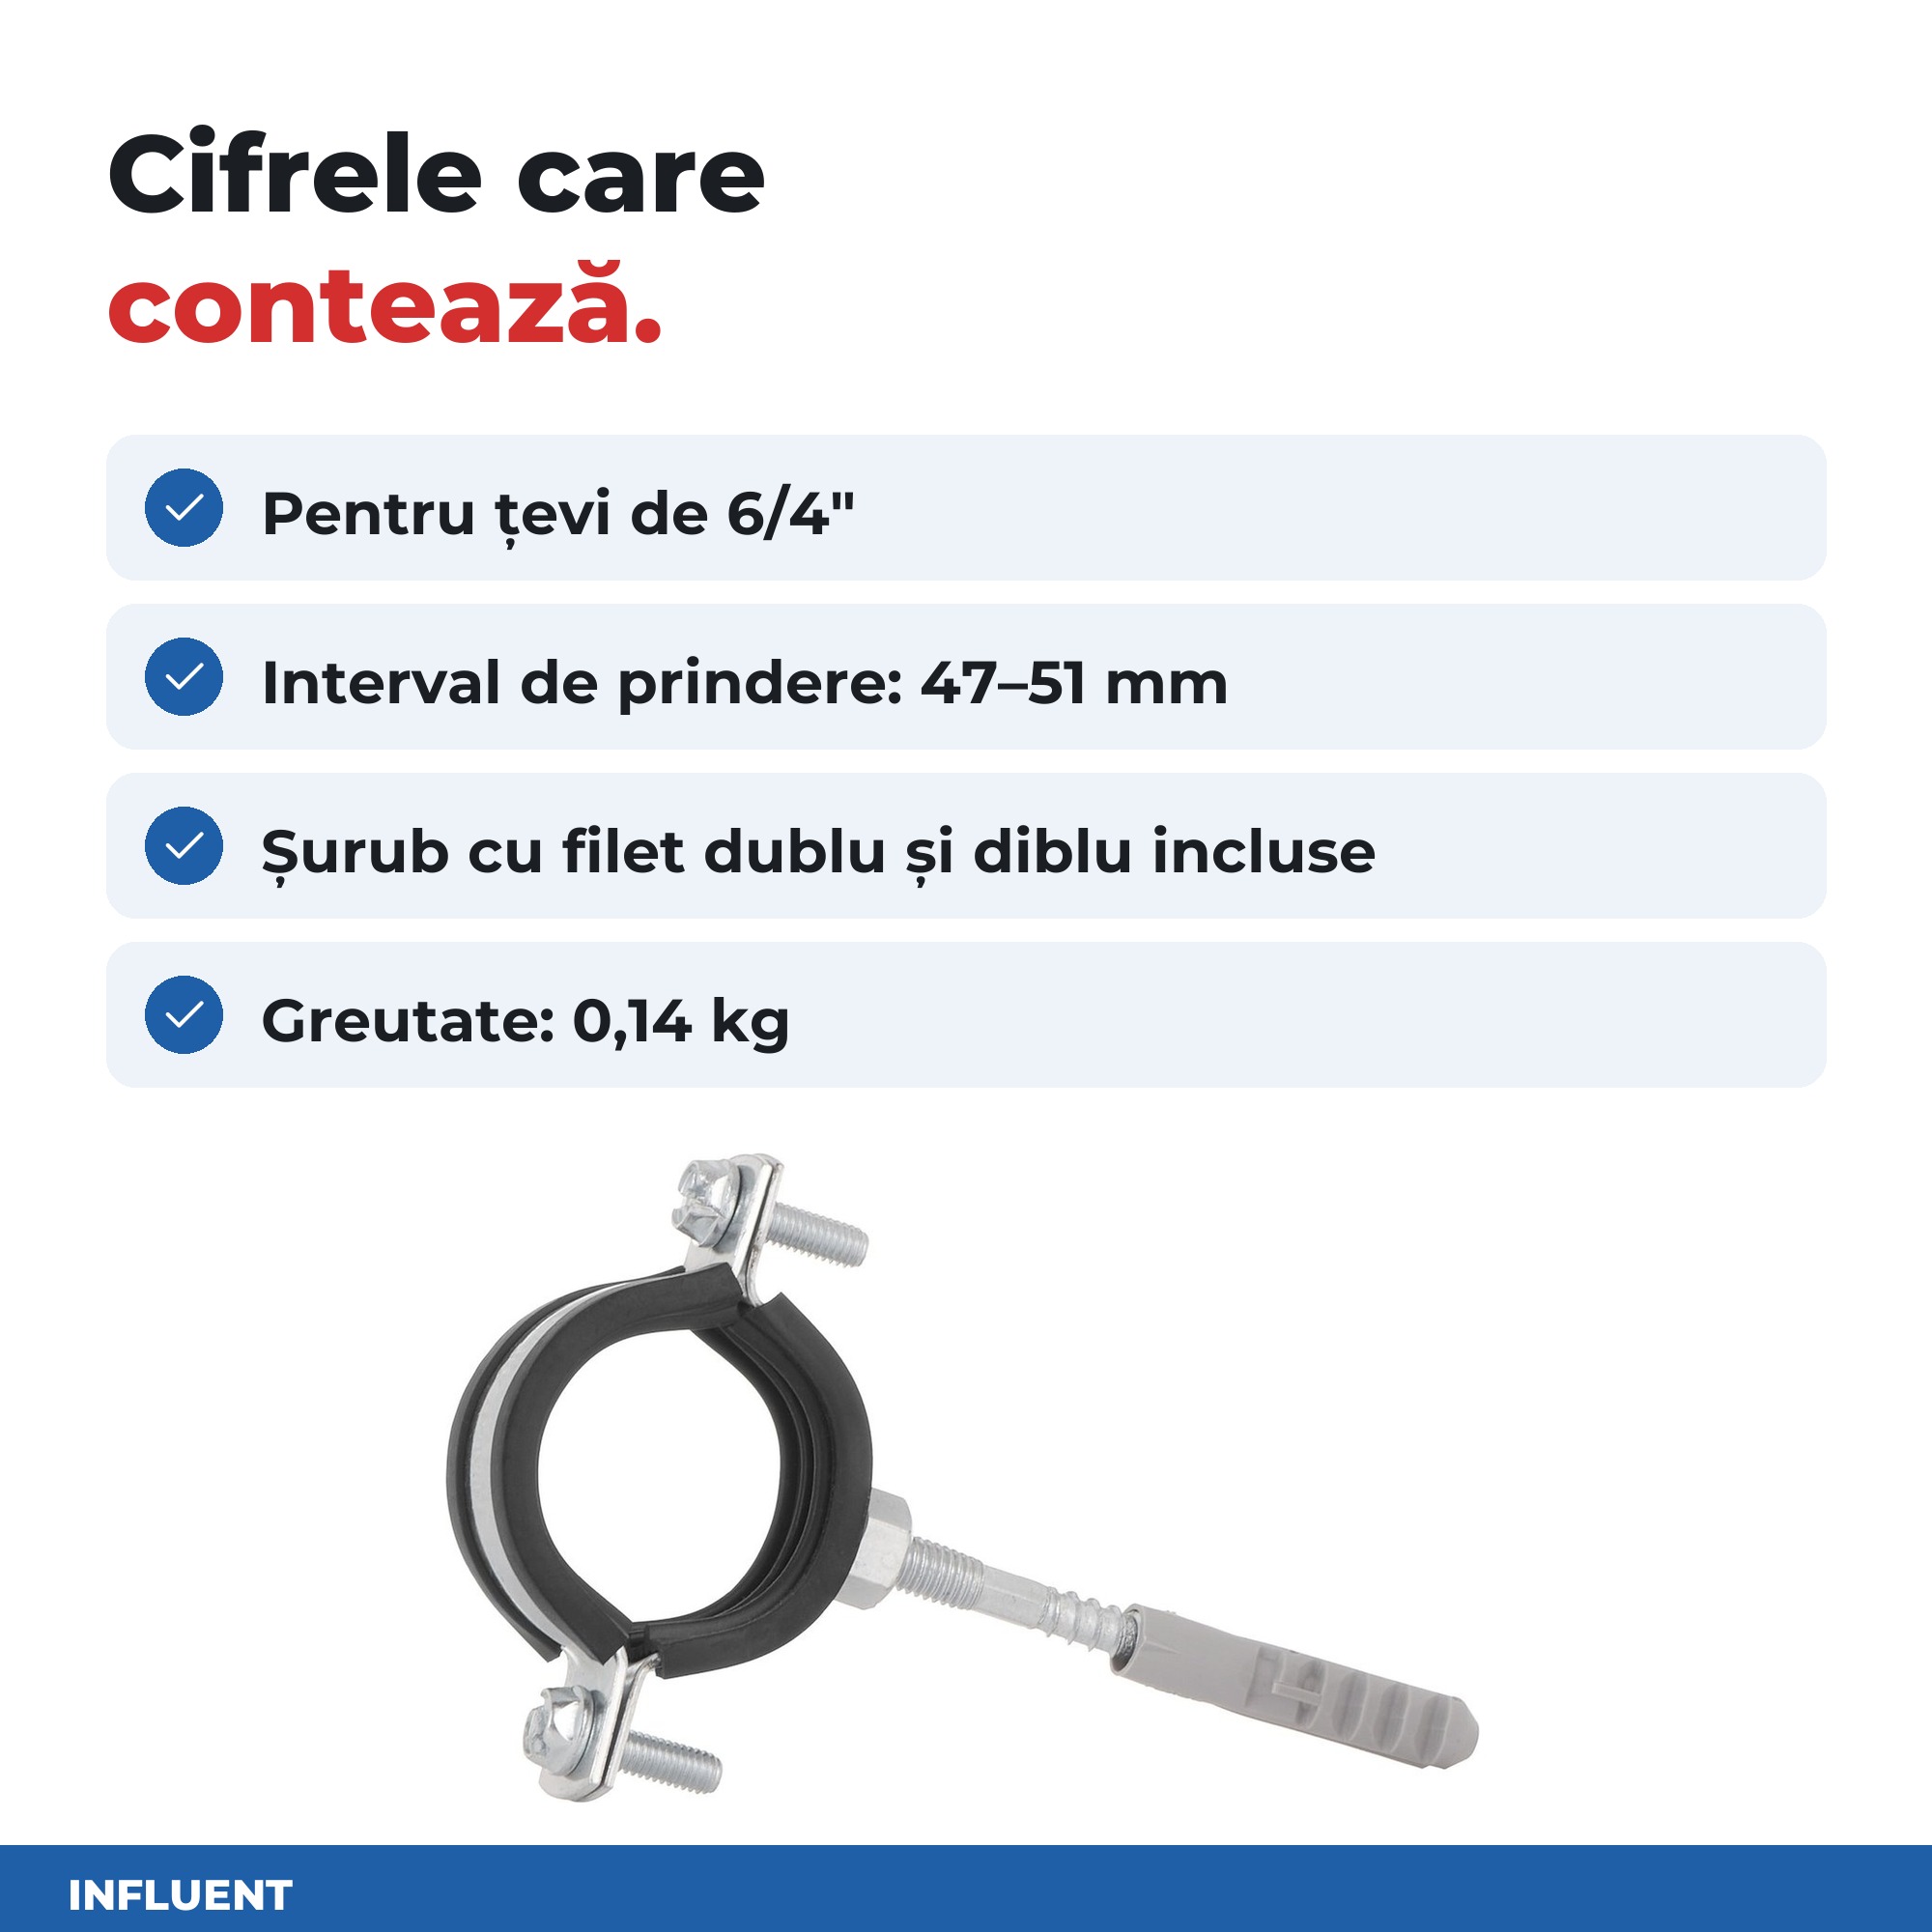 Cifrele care
contează.
Pentru țevi de 6/4"
Interval de prindere: 47–51 mm
Șurub cu filet dublu și diblu incluse
Greutate: 0,14 kg
INFLUENT